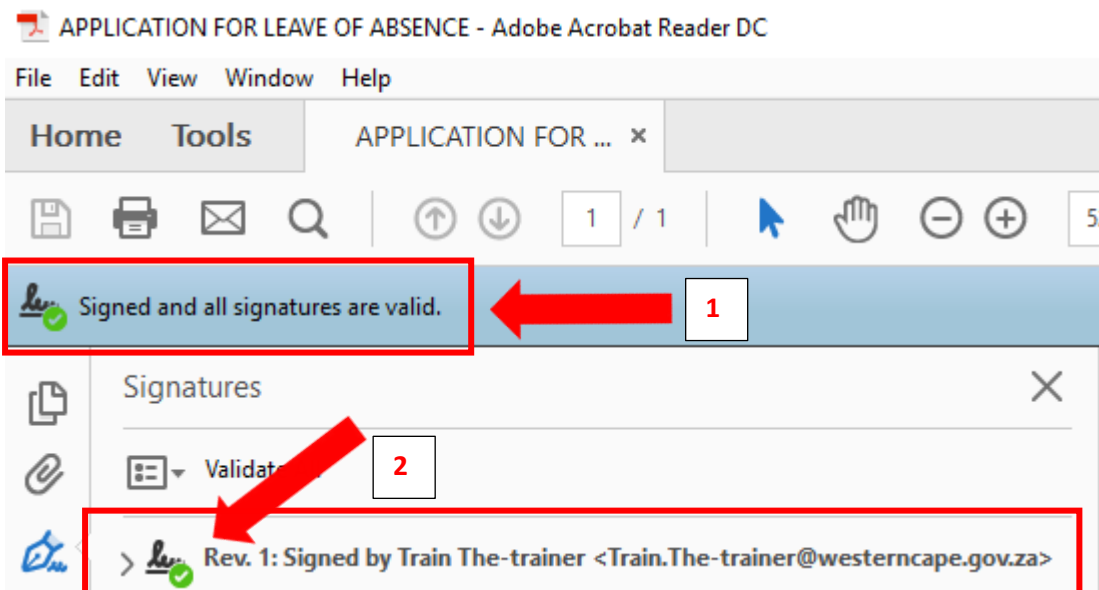 APPLICATION FOR LEAVE OF ABSENCE - Adobe Acrobat Reader DC
File Edit View Window Help
Home Tools APPLICATION FOR ... ×
1 / 1
5
Signed and all signatures are valid.
1
Signatures
2
Rev. 1: Signed by Train The-trainer <Train.The-trainer@westerncape.gov.za>